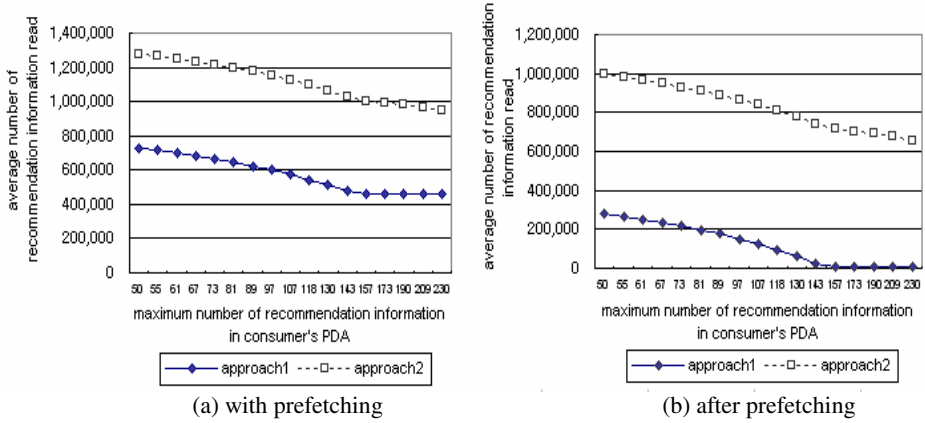 average number of
recommendation information read
1,400,000
1,200,000
1,000,000
800,000
600,000
400,000
200,000
0
50 55 61 67 73 81 89 97 107 118 130 143 157 173 190 209 230
maximum number of recommendation information
in consumer's PDA
approach1 approach2
(a) with prefetching
average number of recommendation
information read
1,200,000
1,000,000
800,000
600,000
400,000
200,000
0
50 55 61 67 73 81 89 97 107 118 130 143 157 173 190 209 230
maximum number of recommendation information
in consumer's PDA
approach1 approach2
(b) after prefetching